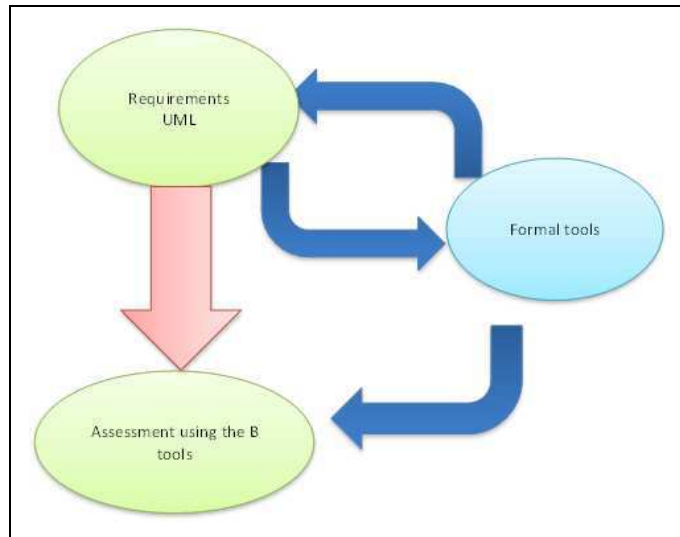 Requirements
UML
Formal tools
Assessment using the B
tools